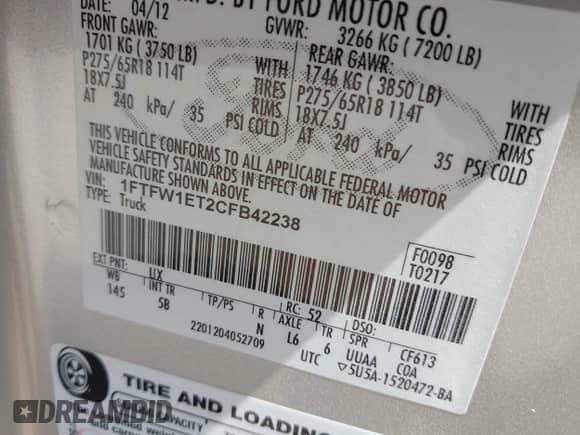 DATE: 04/12
MFD. BY FORD MOTOR CO.
FRONT GAWR: GVWR: 3266 KG ( 7200 LB)
1701 KG ( 3750 LB) REAR GAWR:
P275/65R18 114T WITH 1746 KG ( 3850 LB)
18X7.5J TIRES P275/65R18 114T WITH
AT 240 kPa/ 35 RIMS 18X7.5J TIRES
PSI COLD AT 240 kPa/ 35 RIMS
PSI COLD
THIS VEHICLE CONFORMS TO ALL APPLICABLE FEDERAL MOTOR
VEHICLE SAFETY STANDARDS IN EFFECT ON THE DATE OF
MANUFACTURE SHOWN ABOVE.
VIN: 1FTFW1ET2CFB42238
TYPE: Truck
F0098
T0217
EXT PNT: UX RC: 52 DSO: CF613
WB INT TR TP/PS R AXLE TR SPR COA
145 5B N L6 6 UUAA
2201204052709 UTC ▽5U5A-1520472-BA
TIRE AND LOADING
CAPACITY
DREAMBID